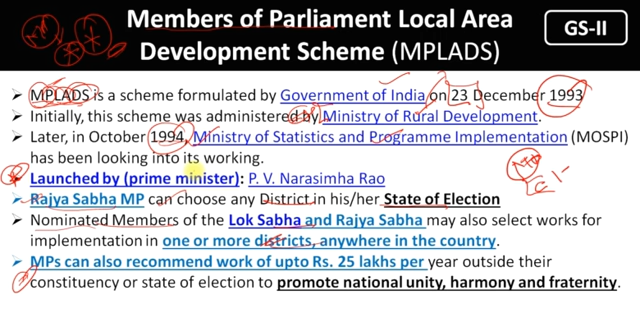 Members of Parliament Local Area
Development Scheme (MPLADS)
GS-II
➢ MPLADS is a scheme formulated by Government of India on 23 December 1993
➢ Initially, this scheme was administered by Ministry of Rural Development.
➢ Later, in October 1994, Ministry of Statistics and Programme Implementation (MOSPI)
has been looking into its working.
Launched by (prime minister): P. V. Narasimha Rao
➢ Rajya Sabha MP can choose any District in his/her State of Election
➢ Nominated Members of the Lok Sabha and Rajya Sabha may also select works for
implementation in one or more districts, anywhere in the country.
➢ MPs can also recommend work of upto Rs. 25 lakhs per year outside their
constituency or state of election to promote national unity, harmony and fraternity.